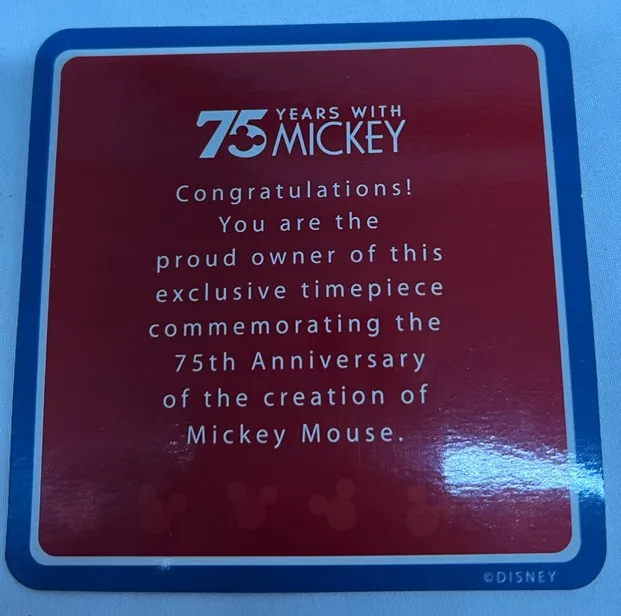 75 YEARS WITH
MICKEY
Congratulations!
You are the
proud owner of this
exclusive timepiece
commemorating the
75th Anniversary
of the creation of
Mickey Mouse.
©DISNEY